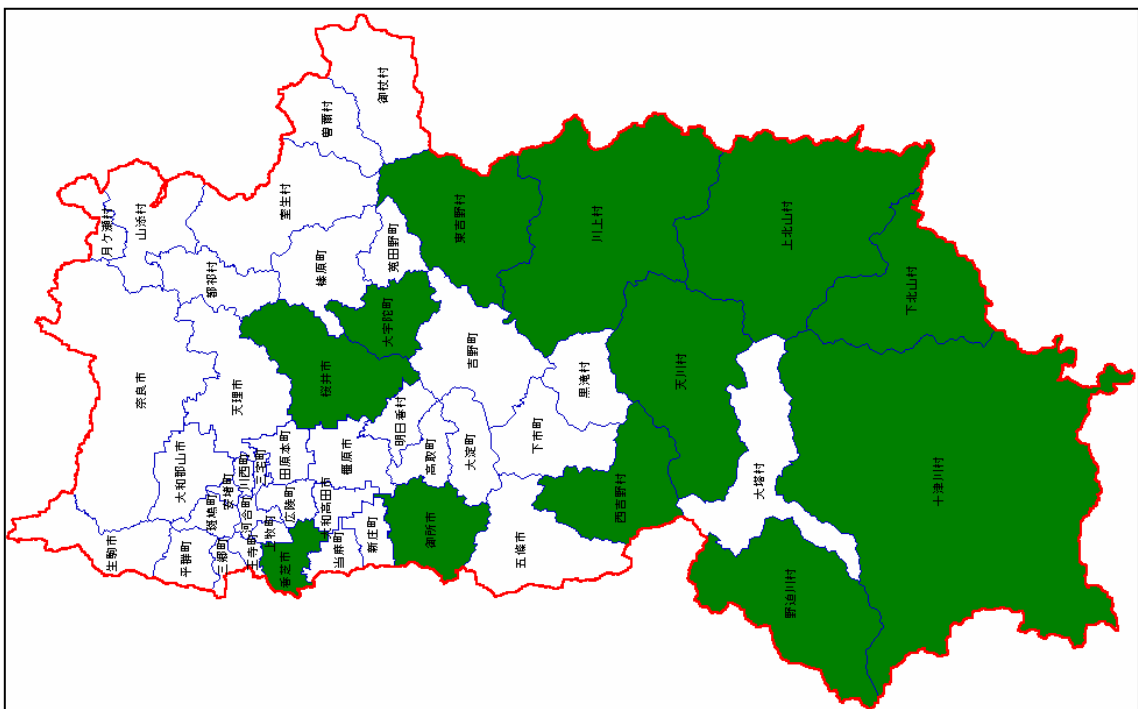 御杖村
曽爾村
室生村
山添村
月ヶ瀬村
都祁村
榛原町
菟田野町
東吉野村
川上村
上北山村
下北山村
大宇陀町
桜井市
吉野町
奈良市
天理市
黒滝村
天川村
大和郡山市
田原本町
橿原市
明日香村
高取町
大淀町
下市町
西吉野村
大塔村
十津川村
安堵町
川西町
三宅町
斑鳩町
河合町
広陵町
大和高田市
上牧町
新庄町
御所市
五條市
野迫川村
生駒市
平群町
三郷町
王寺町
香芝市
当麻町